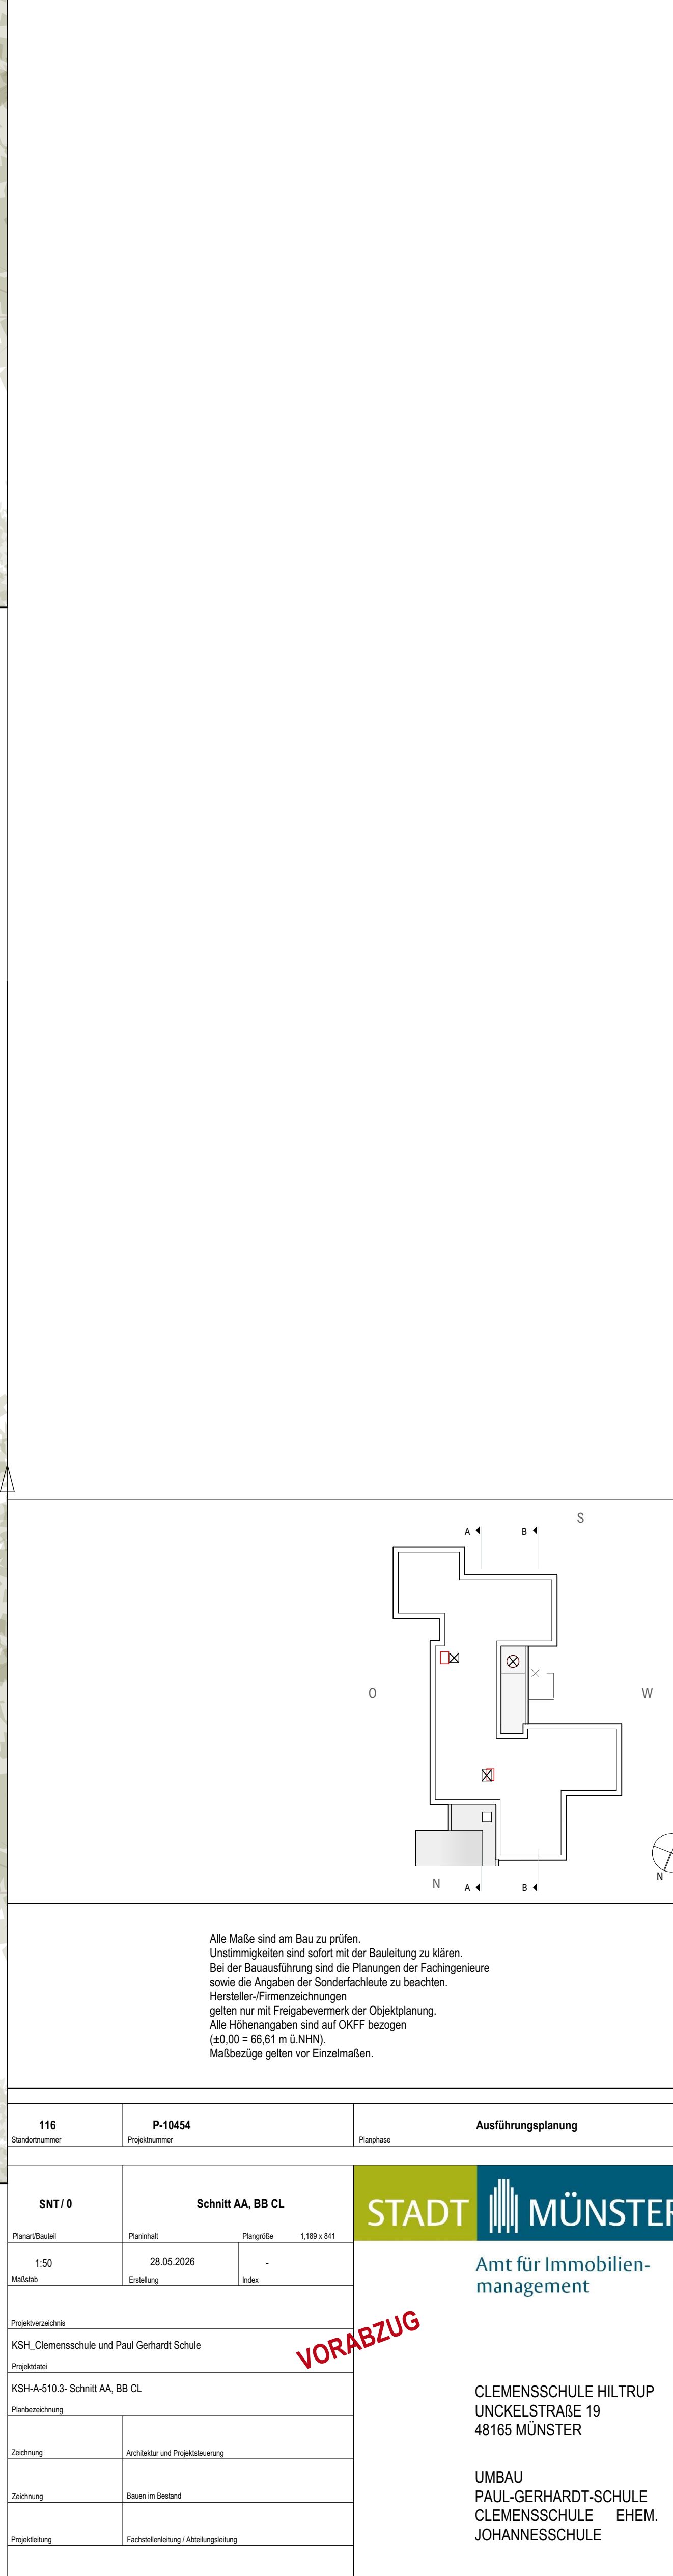 S
A
B
O
W
N
A
B
N
Alle Maße sind am Bau zu prüfen.
Unstimmigkeiten sind sofort mit der Bauleitung zu klären.
Bei der Bauausführung sind die Planungen der Fachingenieure
sowie die Angaben der Sonderfachleute zu beachten.
Hersteller-/Firmenzeichnungen
gelten nur mit Freigabevermerk der Objektplanung.
Alle Höhenangaben sind auf OKFF bezogen
(±0,00 = 66,61 m ü.NHN).
Maßbezüge gelten vor Einzelmaßen.
116
Standortnummer
P-10454
Projektnummer
Ausführungsplanung
Planphase
SNT / 0
Planart/Bauteil
Schnitt AA, BB CL
Planinhalt
Plangröße 1,189 x 841
1:50
Maßstab
28.05.2026
Erstellung
-
Index
Projektverzeichnis
KSH_Clemensschule und Paul Gerhardt Schule
Projektdatei
KSH-A-510.3- Schnitt AA, BB CL
Planbezeichnung
Zeichnung
Architektur und Projektsteuerung
Zeichnung
Bauen im Bestand
Projektleitung
Fachstellenleitung / Abteilungsleitung
VORABZUG
STADT MÜNSTER
Amt für Immobilien-
management
CLEMENSSCHULE HILTRUP
UNCKELSTRAßE 19
48165 MÜNSTER
UMBAU
PAUL-GERHARDT-SCHULE
CLEMENSSCHULE EHEM.
JOHANNESSCHULE